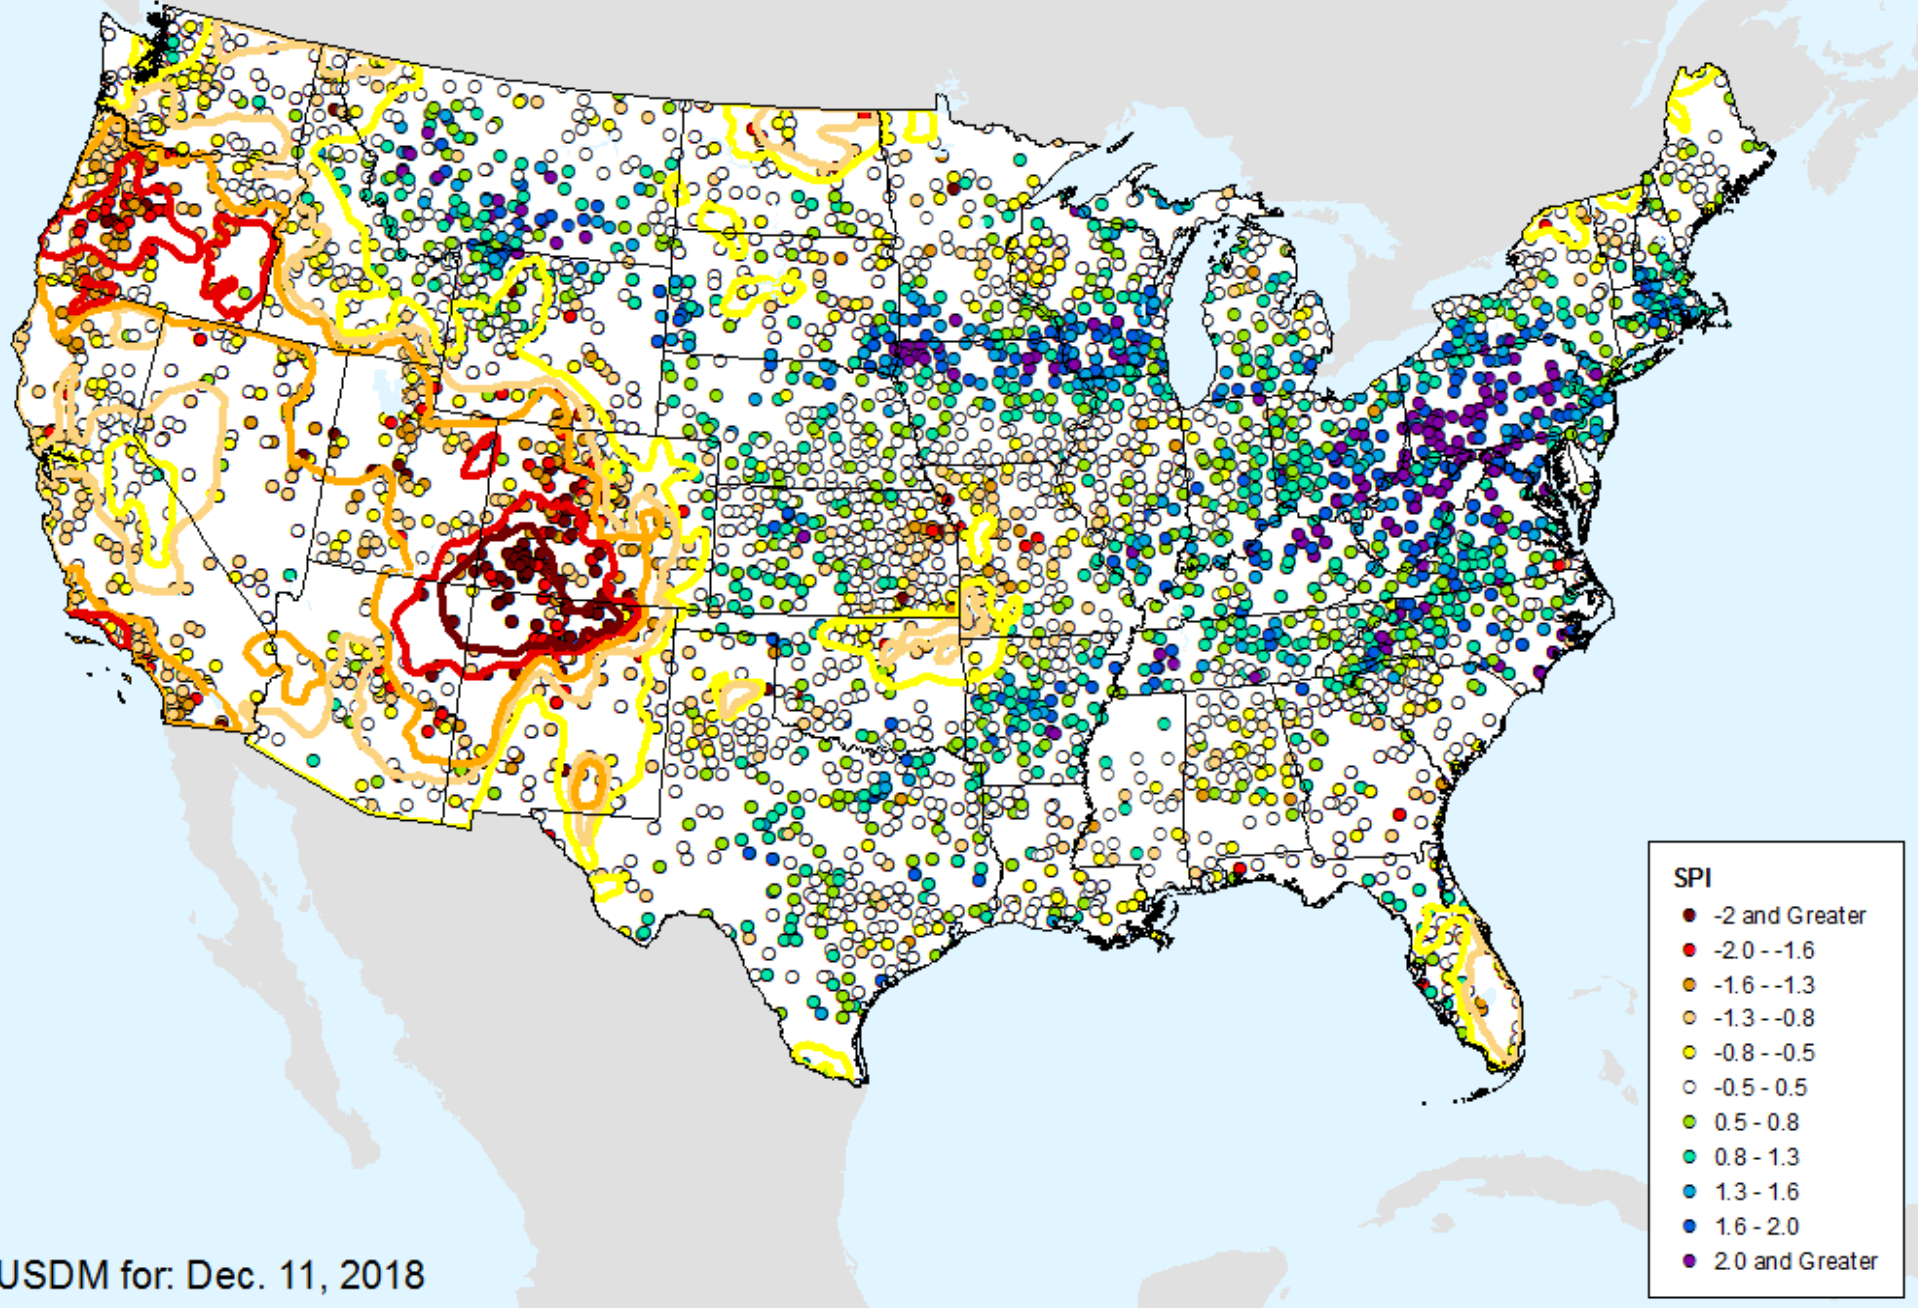 SPI
-2 and Greater
-2.0 - -1.6
-1.6 - -1.3
-1.3 - -0.8
-0.8 - -0.5
-0.5 - 0.5
0.5 - 0.8
0.8 - 1.3
1.3 - 1.6
1.6 - 2.0
2.0 and Greater
USDM for: Dec. 11, 2018